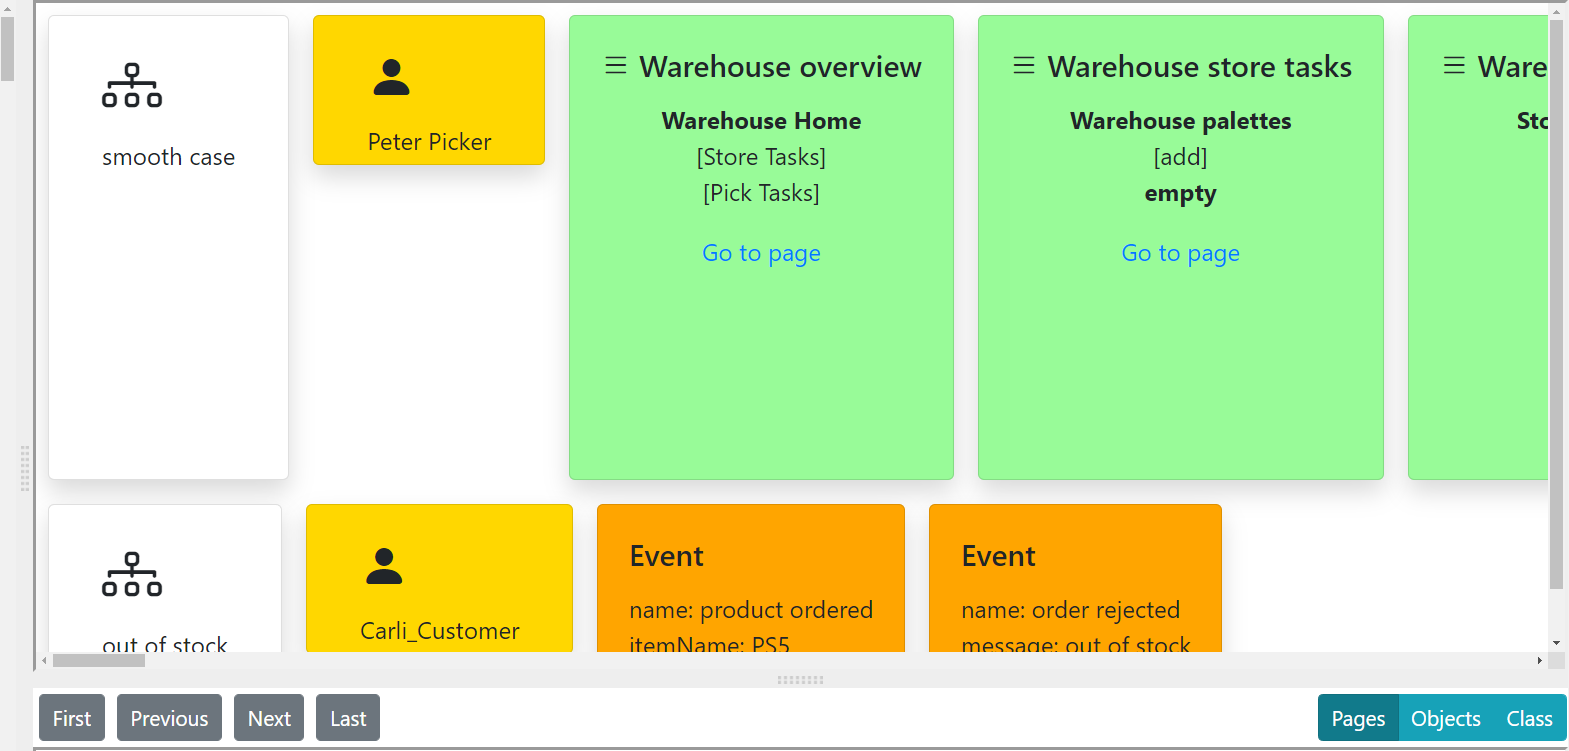 smooth case
Peter Picker
Warehouse overview
Warehouse Home
[Store Tasks]
[Pick Tasks]
Go to page
Warehouse store tasks
Warehouse palettes
[add]
empty
Go to page
Ware
Sto
out of stock
Carli_Customer
Event
name: product ordered
itemName: PS5
Event
name: order rejected
message: out of stock
First Previous Next Last
Pages Objects Class